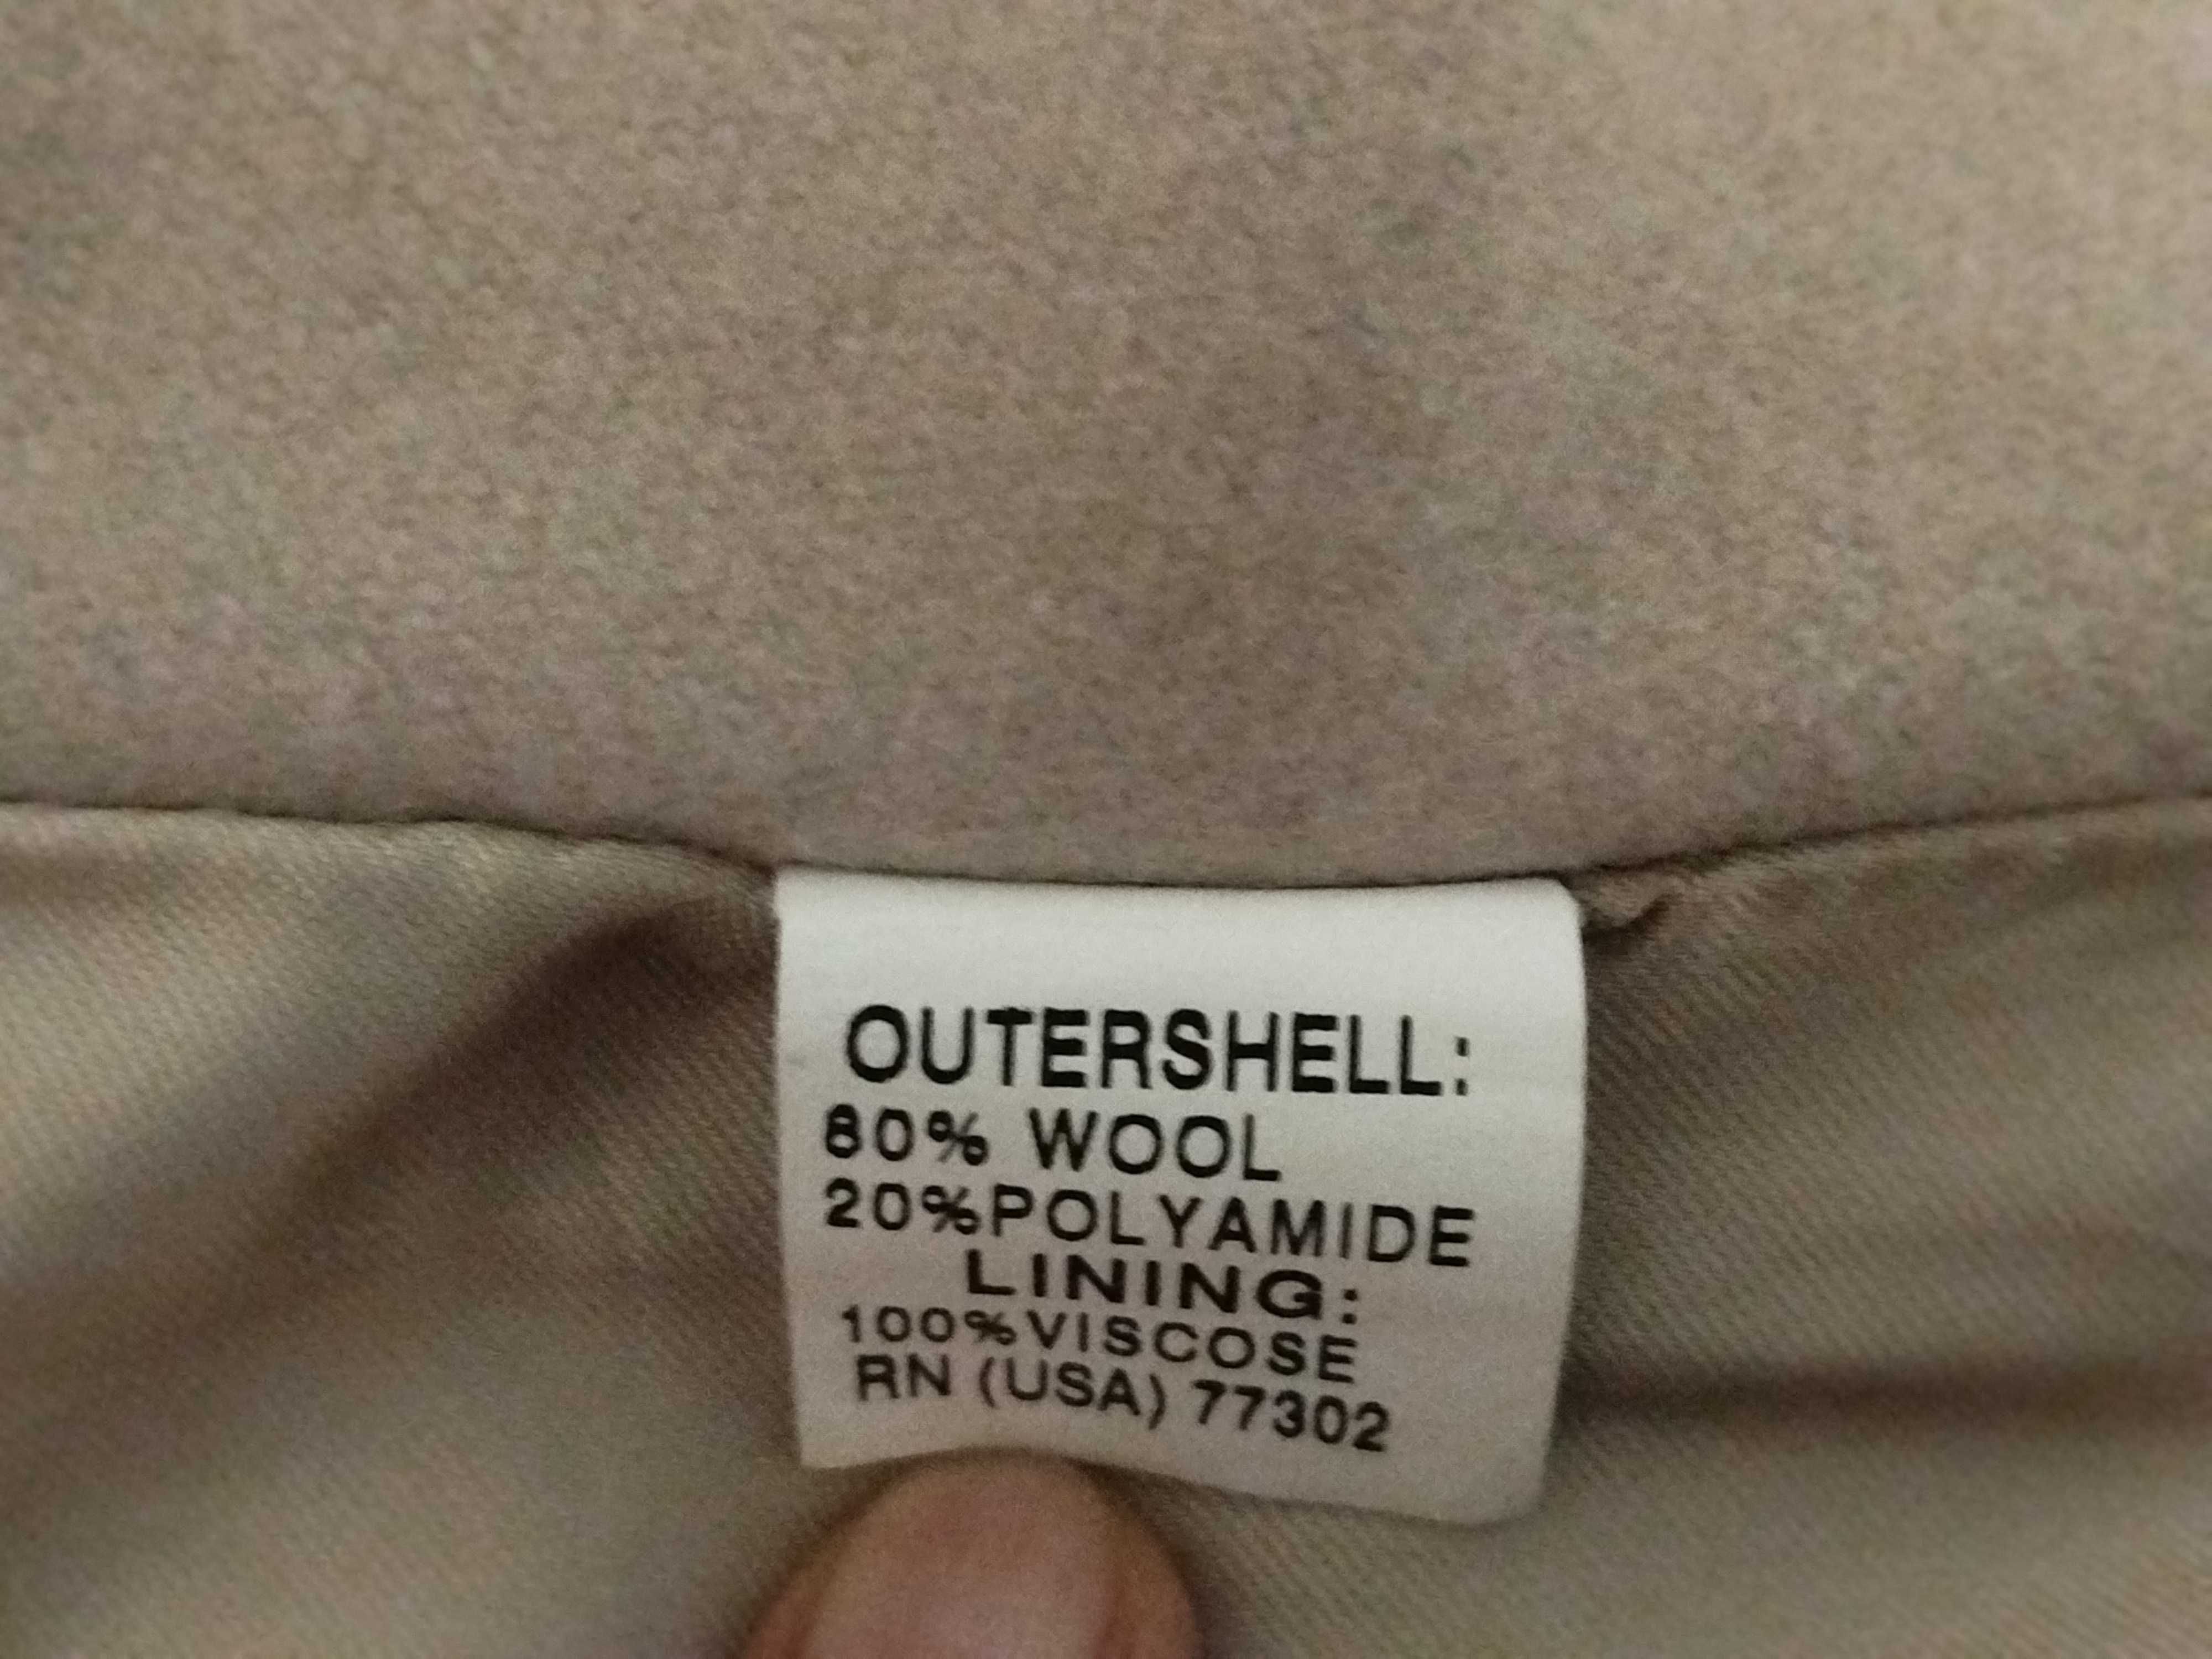 OUTERSHELL:
80% WOOL
20%POLYAMIDE
LINING:
100%VISCOSE
RN (USA) 77302